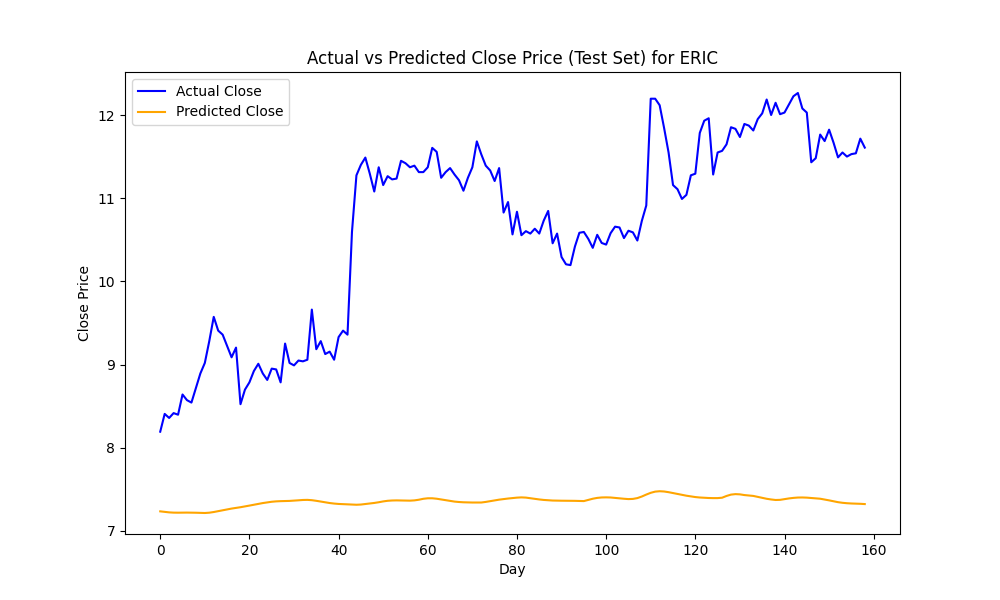 Actual vs Predicted Close Price (Test Set) for ERIC
Actual Close
Predicted Close
Close Price
12
11
10
9
8
7
0 20 40 60 80 100 120 140 160
Day